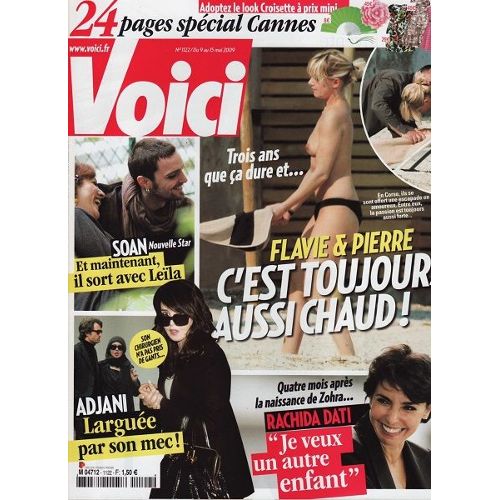 24 pages spécial Cannes
Adoptez le look Croisette à prix mini
www.voici.fr
N°1122/Du 9 au 15 mai 2009
Voici
Trois ans
que ça dure et...
En Corse, ils se
sont offert une escapade en
amoureux. Entre eux,
la passion est toujours
aussi forte...
FLAVIE & PIERRE
C'EST TOUJOURS
AUSSI CHAUD !
SOAN Nouvelle Star
Et maintenant,
il sort avec Leïla
SON
CHIRURGIEN
N'A PAS PRIS
DE GANTS...
ADJANI
Larguée
par son mec !
Quatre mois après
la naissance de Zohra...
RACHIDA DATI
"Je veux
un autre
enfant"
M 04712 - 1122 - F: 1,50 €